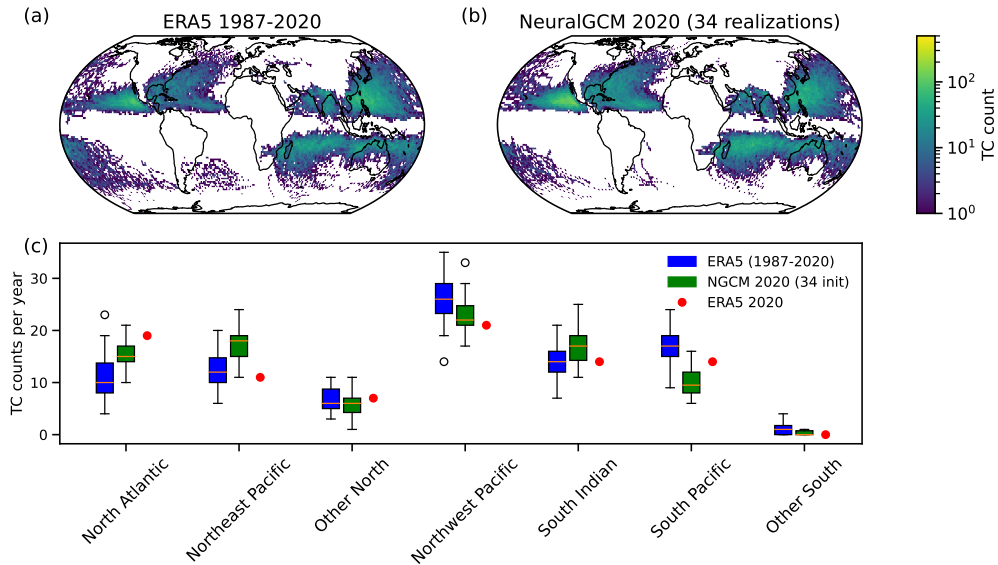 (a)
ERA5 1987-2020
(b)
NeuralGCM 2020 (34 realizations)
10²
10¹
10⁰
TC count
(c)
TC counts per year
30
20
10
0
ERA5 (1987-2020)
NGCM 2020 (34 init)
ERA5 2020
North Atlantic
Northeast Pacific
Other North
Northwest Pacific
South Indian
South Pacific
Other South